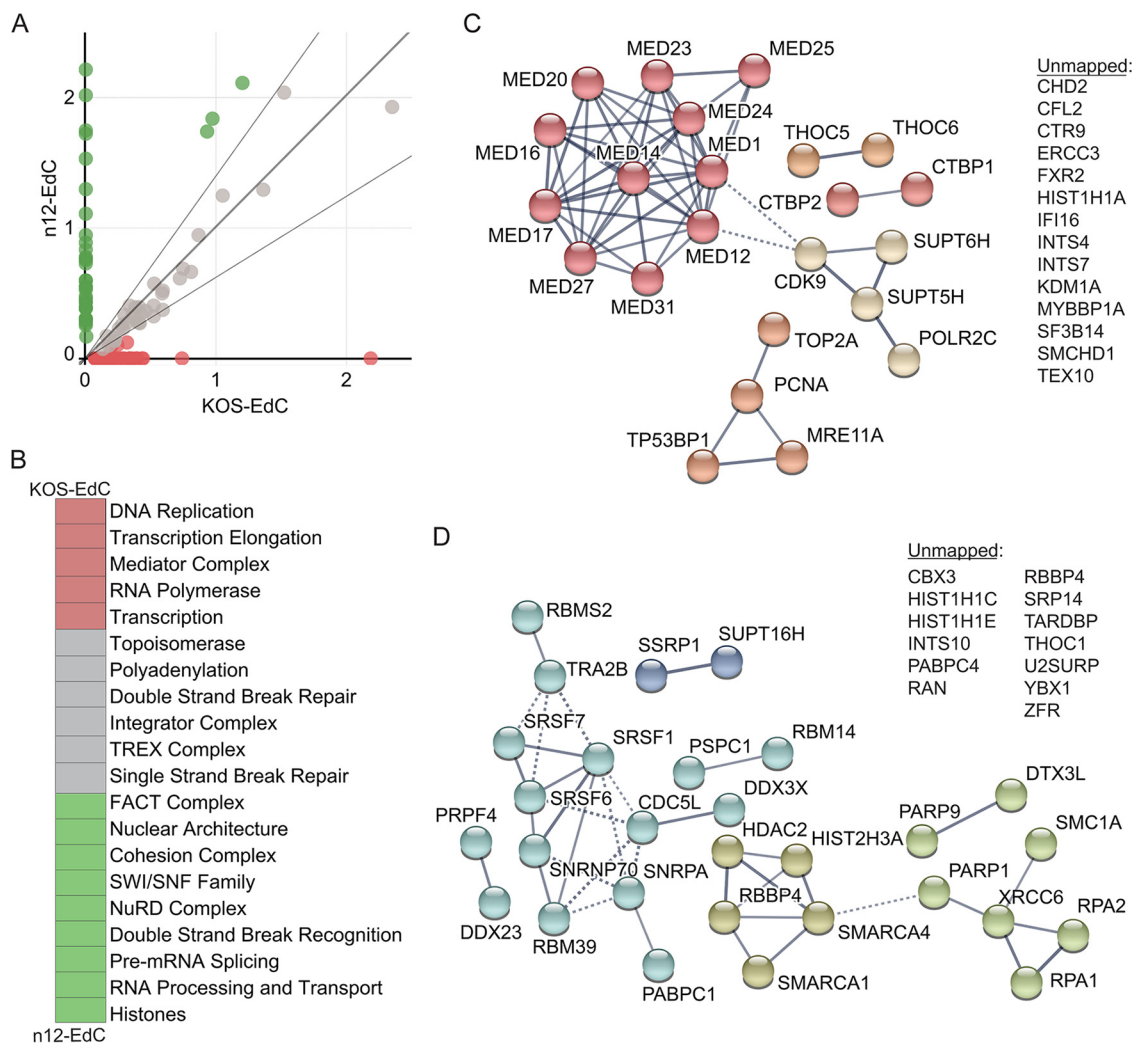 A
2
1
0
n12-EdC
0
1
2
KOS-EdC
B
KOS-EdC
DNA Replication
Transcription Elongation
Mediator Complex
RNA Polymerase
Transcription
Topoisomerase
Polyadenylation
Double Strand Break Repair
Integrator Complex
TREX Complex
Single Strand Break Repair
FACT Complex
Nuclear Architecture
Cohesion Complex
SWI/SNF Family
NuRD Complex
Double Strand Break Recognition
Pre-mRNA Splicing
RNA Processing and Transport
Histones
n12-EdC
C
MED23
MED25
MED20
MED24
MED16
MED14
MED1
MED17
MED12
MED27
MED31
THOC5
THOC6
CTBP1
CTBP2
SUPT6H
CDK9
SUPT5H
POLR2C
TOP2A
PCNA
TP53BP1
MRE11A
Unmapped:
CHD2
CFL2
CTR9
ERCC3
FXR2
HIST1H1A
IFI16
INTS4
INTS7
KDM1A
MYBBP1A
SF3B14
SMCHD1
TEX10
D
RBMS2
TRA2B
SSRP1
SUPT16H
SRSF7
SRSF1
PSPC1
RBM14
SRSF6
CDC5L
DDX3X
PRPF4
SNRNP70
SNRPA
DDX23
RBM39
PABPC1
HDAC2
HIST2H3A
RBBP4
SMARCA4
SMARCA1
PARP9
DTX3L
SMC1A
PARP1
XRCC6
RPA2
RPA1
Unmapped:
CBX3
HIST1H1C
HIST1H1E
INTS10
PABPC4
RAN
RBBP4
SRP14
TARDBP
THOC1
U2SURP
YBX1
ZFR